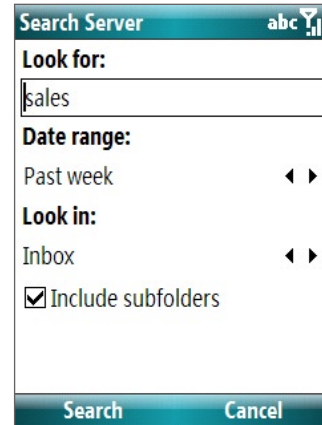 Search Server abc
Look for:
sales
Date range:
Past week
Look in:
Inbox
Include subfolders
Search Cancel